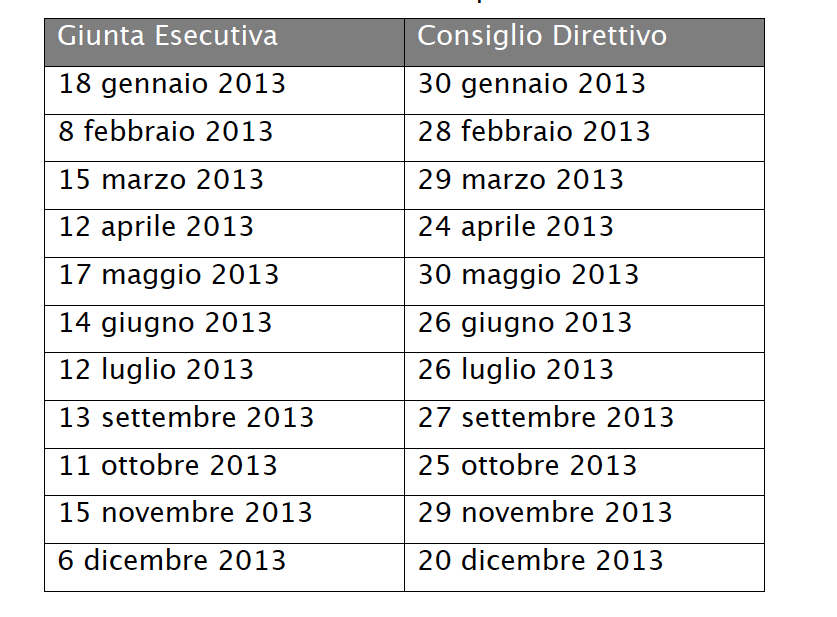 Giunta Esecutiva Consiglio Direttivo
18 gennaio 2013 30 gennaio 2013
8 febbraio 2013 28 febbraio 2013
15 marzo 2013 29 marzo 2013
12 aprile 2013 24 aprile 2013
17 maggio 2013 30 maggio 2013
14 giugno 2013 26 giugno 2013
12 luglio 2013 26 luglio 2013
13 settembre 2013 27 settembre 2013
11 ottobre 2013 25 ottobre 2013
15 novembre 2013 29 novembre 2013
6 dicembre 2013 20 dicembre 2013